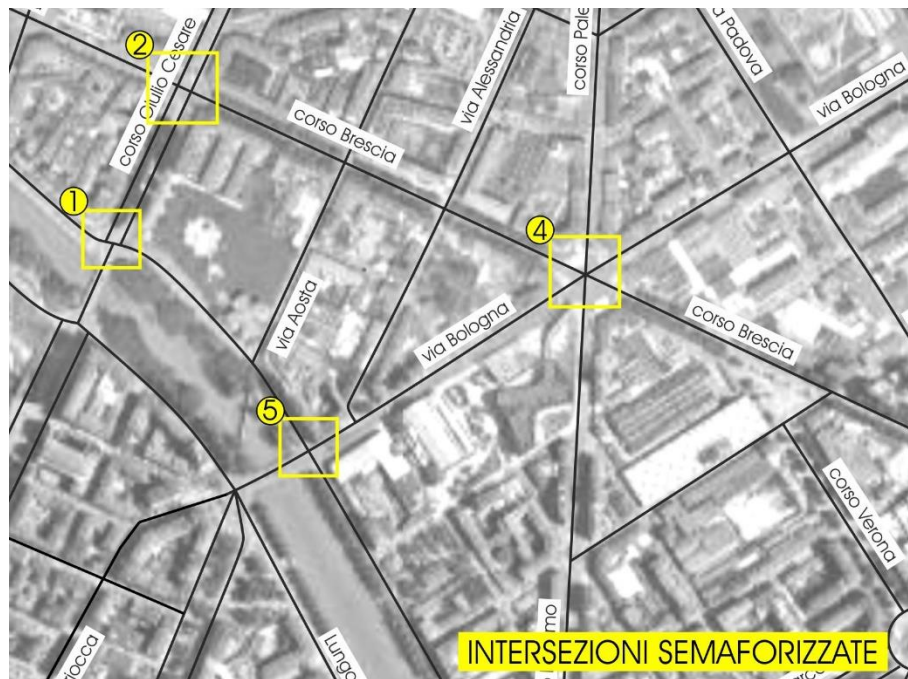 2
corso Giulio Cesare
via Alessandria
corso Pale
a Padova
via Bologna
corso Brescia
1
4
via Aosta
via Bologna
corso Brescia
5
corso Verona
Lungo
mo
riocca
INTERSEZIONI SEMAFORIZZATE